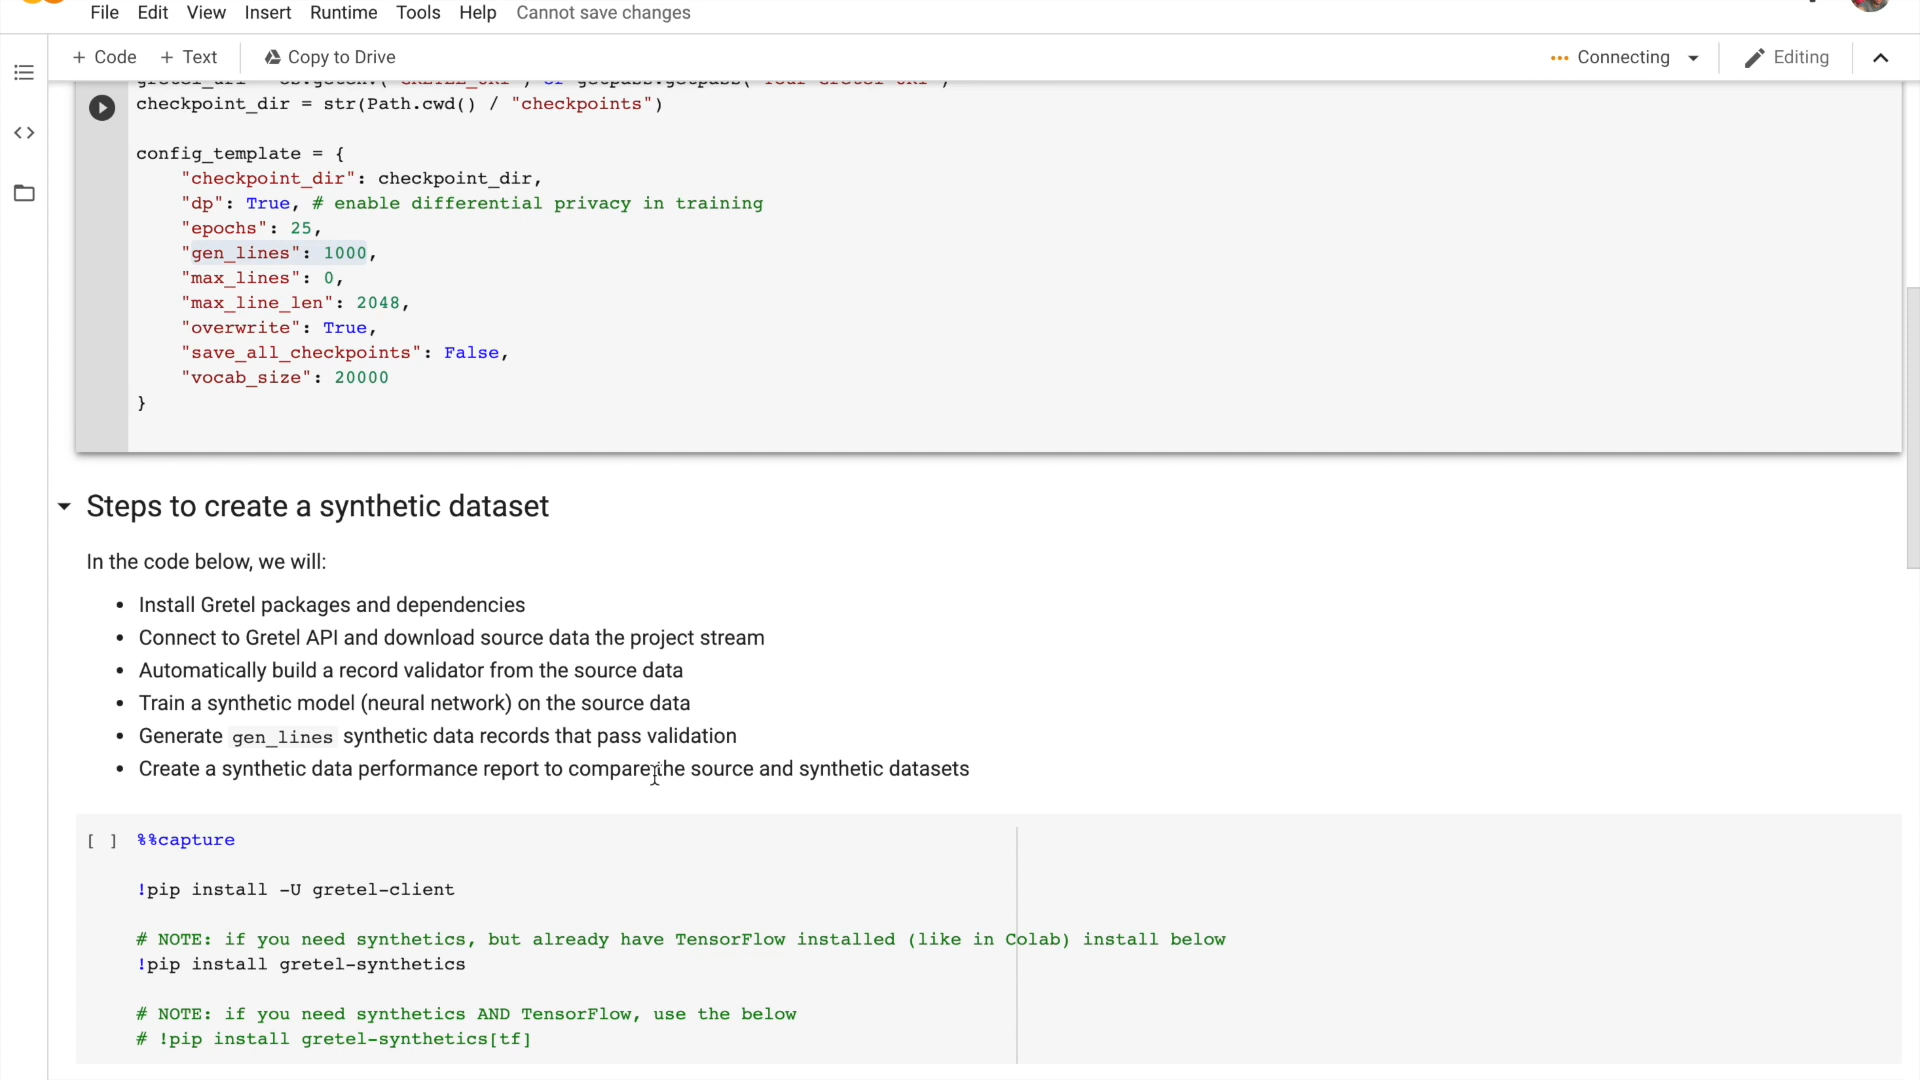 File Edit View Insert Runtime Tools Help Cannot save changes
+ Code + Text Copy to Drive Connecting Editing
checkpoint_dir = str(Path.cwd() / "checkpoints")
config_template = {
"checkpoint_dir": checkpoint_dir,
"dp": True, # enable differential privacy in training
"epochs": 25,
"gen_lines": 1000,
"max_lines": 0,
"max_line_len": 2048,
"overwrite": True,
"save_all_checkpoints": False,
"vocab_size": 20000
}
Steps to create a synthetic dataset
In the code below, we will:
• Install Gretel packages and dependencies
• Connect to Gretel API and download source data the project stream
• Automatically build a record validator from the source data
• Train a synthetic model (neural network) on the source data
• Generate gen_lines synthetic data records that pass validation
• Create a synthetic data performance report to compare the source and synthetic datasets
[ ] %%capture
!pip install -U gretel-client
# NOTE: if you need synthetics, but already have TensorFlow installed (like in Colab) install below
!pip install gretel-synthetics
# NOTE: if you need synthetics AND TensorFlow, use the below
# !pip install gretel-synthetics[tf]